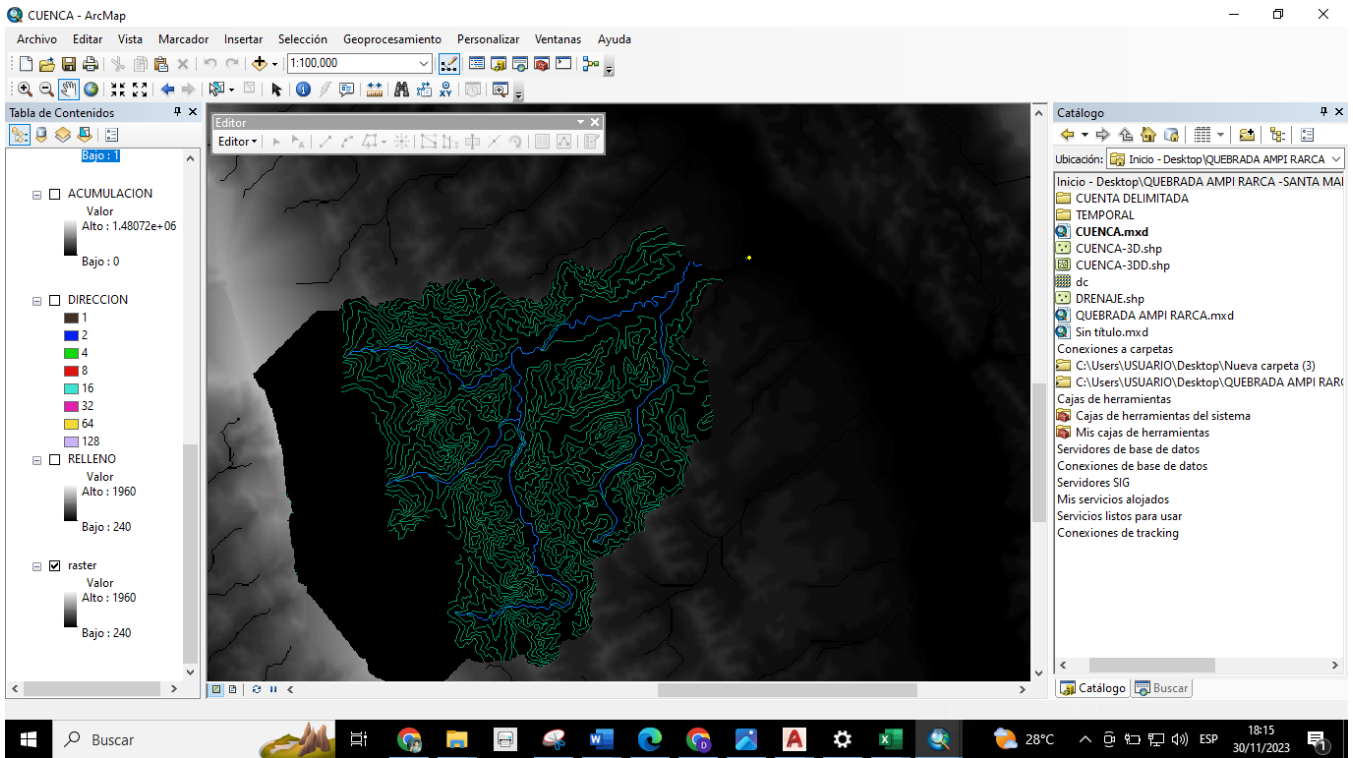 CUENCA - ArcMap
Archivo Editar Vista Marcador Insertar Selección Geoprocesamiento Personalizar Ventanas Ayuda
1:100,000
Tabla de Contenidos
Bajo : 1
ACUMULACION
Valor
Alto : 1.48072e+06
Bajo : 0
DIRECCION
1
2
4
8
16
32
64
128
RELLENO
Valor
Alto : 1960
Bajo : 240
raster
Valor
Alto : 1960
Bajo : 240
Editor
Editor
Catálogo
Ubicación: Inicio - Desktop\QUEBRADA AMPI RARCA
Inicio - Desktop\QUEBRADA AMPI RARCA -SANTA MAI
CUENTA DELIMITADA
TEMPORAL
CUENCA.mxd
CUENCA-3D.shp
CUENCA-3DD.shp
dc
DRENAJE.shp
QUEBRADA AMPI RARCA.mxd
Sin título.mxd
Conexiones a carpetas
C:\Users\USUARIO\Desktop\Nueva carpeta (3)
C:\Users\USUARIO\Desktop\QUEBRADA AMPI RARC
Cajas de herramientas
Cajas de herramientas del sistema
Mis cajas de herramientas
Servidores de base de datos
Conexiones de base de datos
Servidores SIG
Mis servicios alojados
Servicios listos para usar
Conexiones de tracking
Catálogo Buscar
Buscar
28°C ESP 18:15
30/11/2023